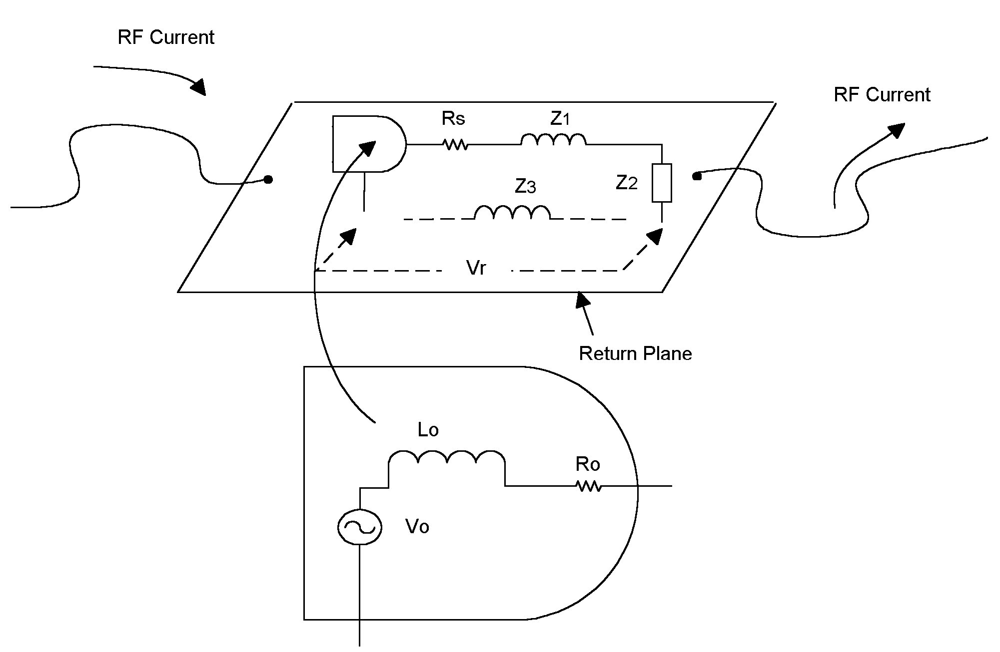 RF Current
RF Current
Rs
Z1
Z3
Z2
Vr
Return Plane
Lo
Ro
Vo